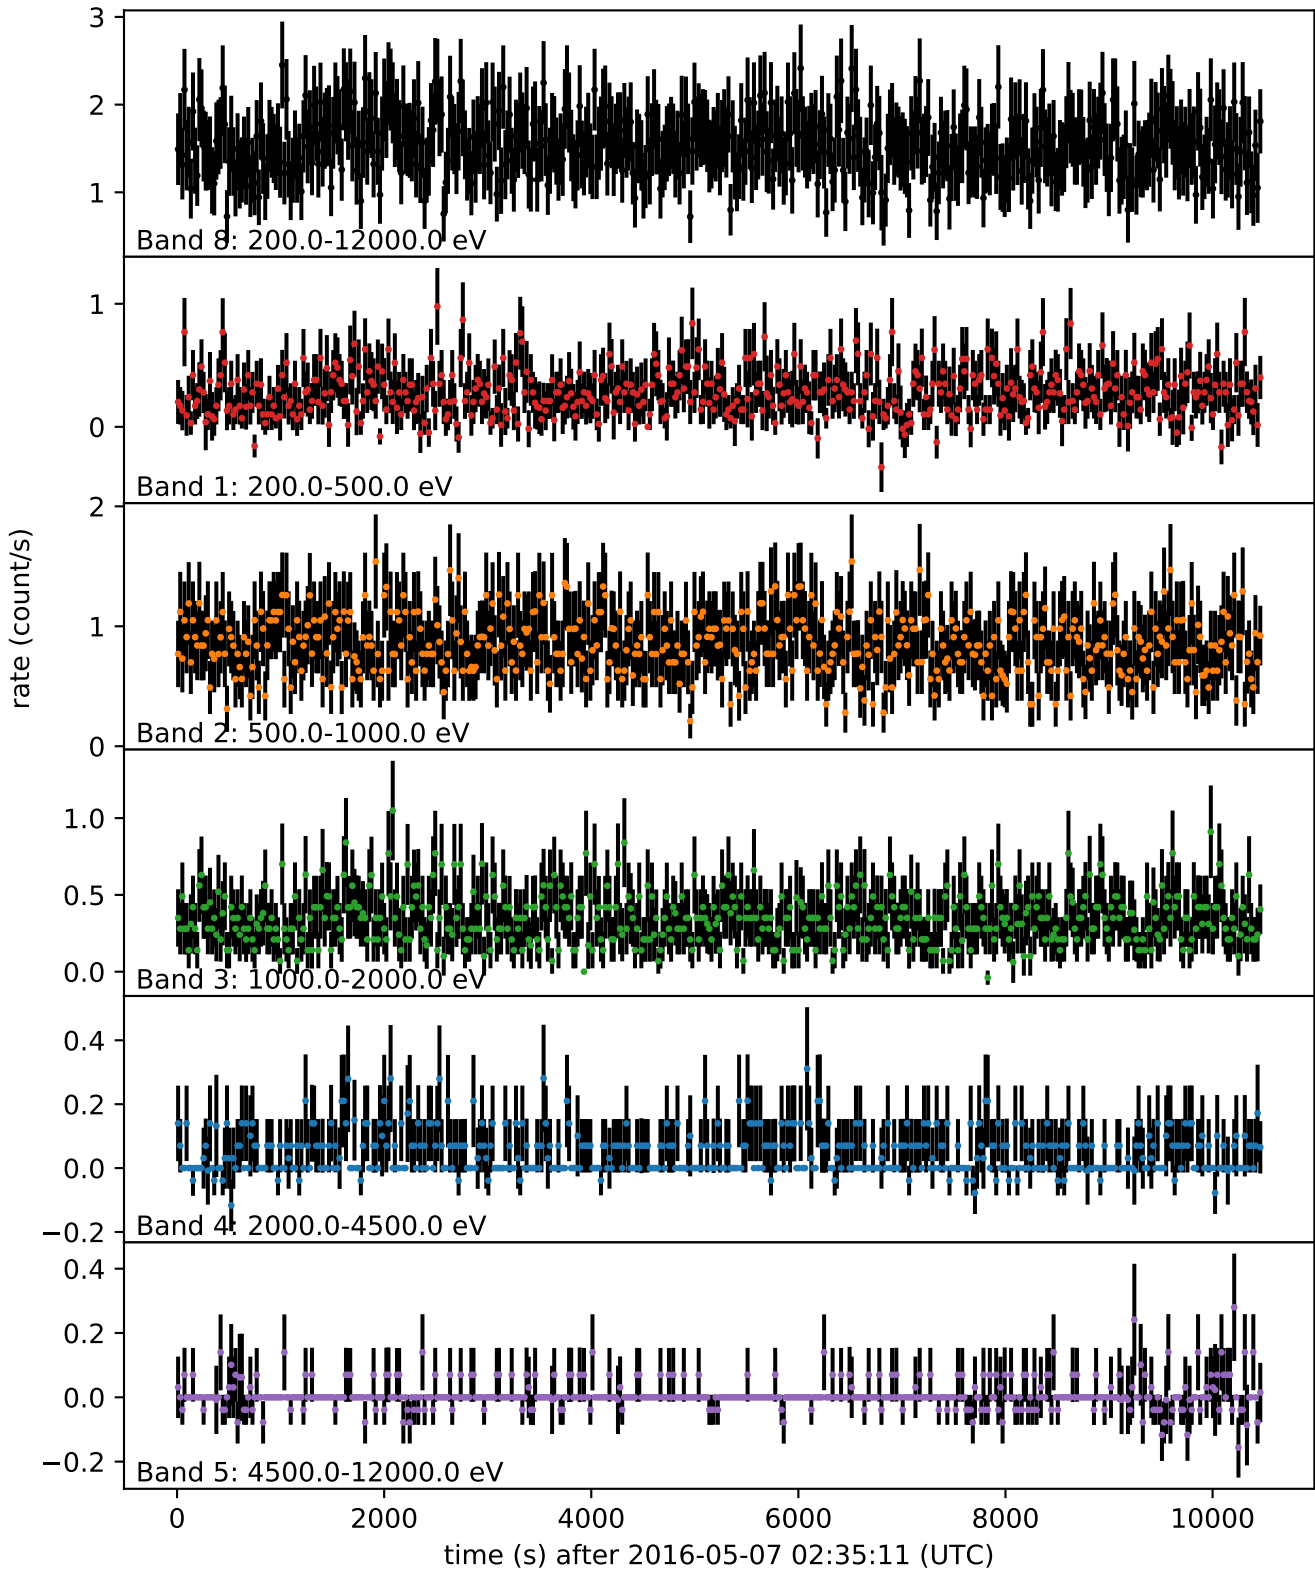 3
2
1
Band 8: 200.0-12000.0 eV
1
0
Band 1: 200.0-500.0 eV
2
1
0
Band 2: 500.0-1000.0 eV
rate (count/s)
1.0
0.5
0.0
Band 3: 1000.0-2000.0 eV
0.4
0.2
0.0
−0.2
Band 4: 2000.0-4500.0 eV
0.4
0.2
0.0
−0.2
Band 5: 4500.0-12000.0 eV
0 2000 4000 6000 8000 10000
time (s) after 2016-05-07 02:35:11 (UTC)